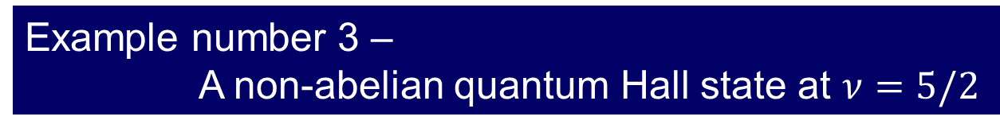 Example number 3 –
A non-abelian quantum Hall state at 𝜈 = 5/2